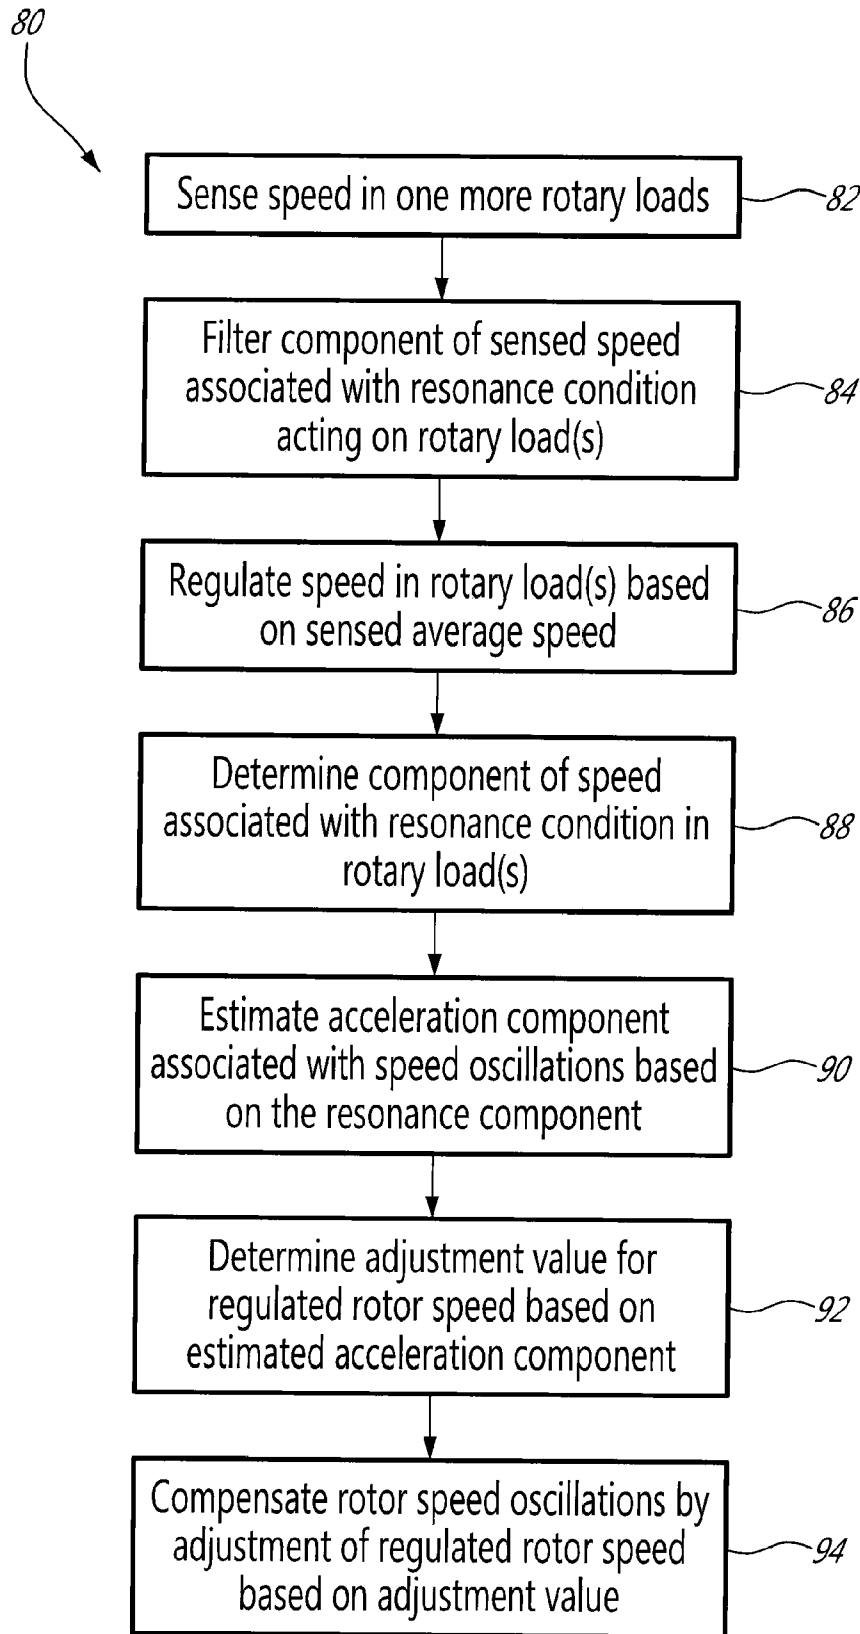 80
Sense speed in one more rotary loads
82
Filter component of sensed speed
associated with resonance condition
acting on rotary load(s)
84
Regulate speed in rotary load(s) based
on sensed average speed
86
Determine component of speed
associated with resonance condition in
rotary load(s)
88
Estimate acceleration component
associated with speed oscillations based
on the resonance component
90
Determine adjustment value for
regulated rotor speed based on
estimated acceleration component
92
Compensate rotor speed oscillations by
adjustment of regulated rotor speed
based on adjustment value
94